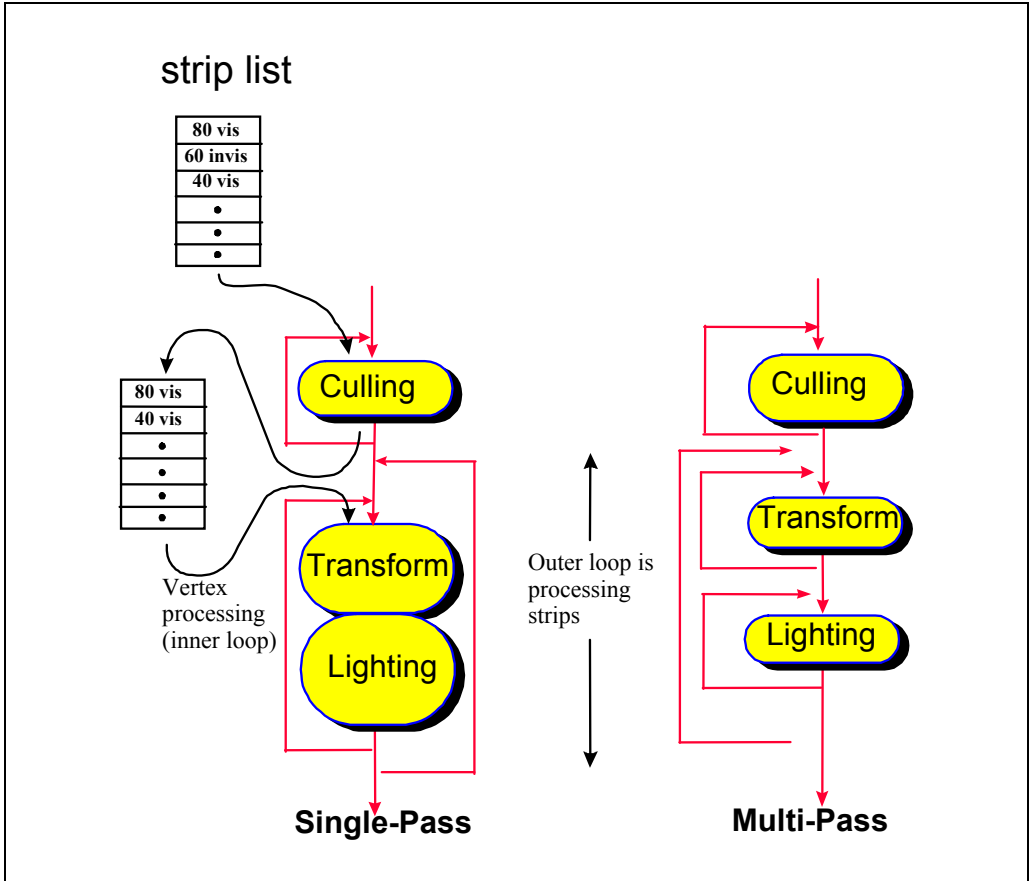 strip list
80 vis
60 invis
40 vis
80 vis
40 vis
Culling
Transform
Lighting
Vertex
processing
(inner loop)
Outer loop is
processing
strips
Culling
Transform
Lighting
Single-Pass
Multi-Pass